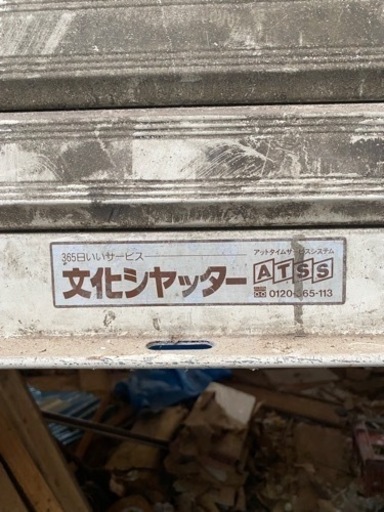 365日いいサービス
アットタイムサービスシステム
文化シヤッター
ATSS
0120-365-113